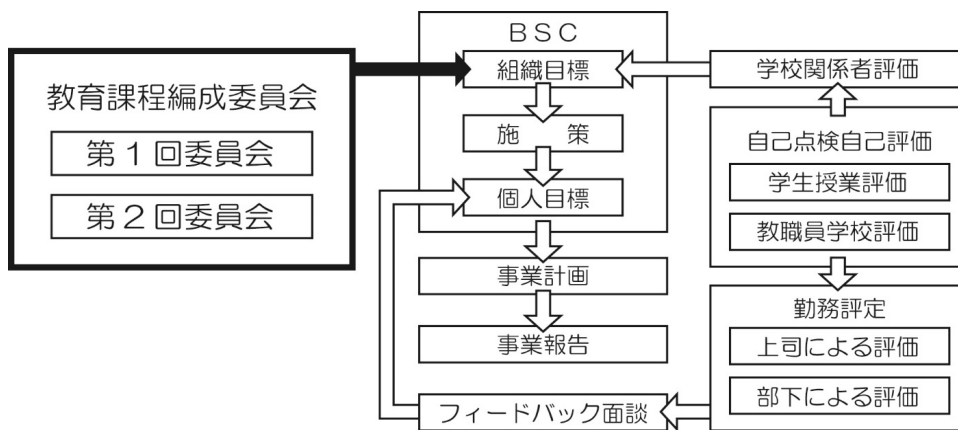 教育課程編成委員会
第１回委員会
第２回委員会
ＢＳＣ
組織目標
施　　策
個人目標
事業計画
事業報告
フィードバック面談
学校関係者評価
自己点検自己評価
学生授業評価
教職員学校評価
勤務評定
上司による評価
部下による評価